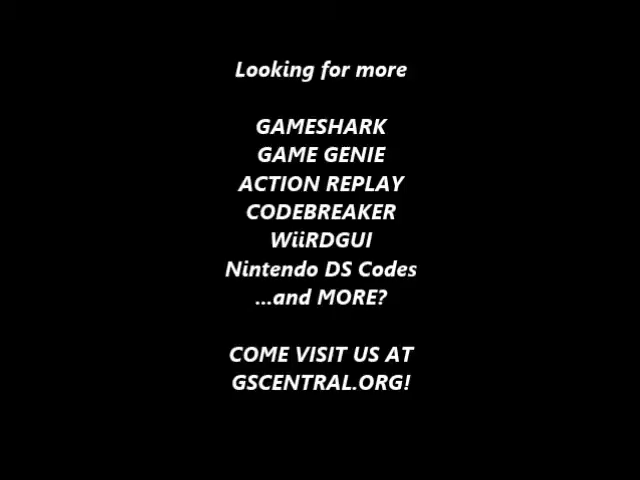 Looking for more
GAMESHARK
GAME GENIE
ACTION REPLAY
CODEBREAKER
WiiRDGUI
Nintendo DS Codes
...and MORE?
COME VISIT US AT
GSCENTRAL.ORG!